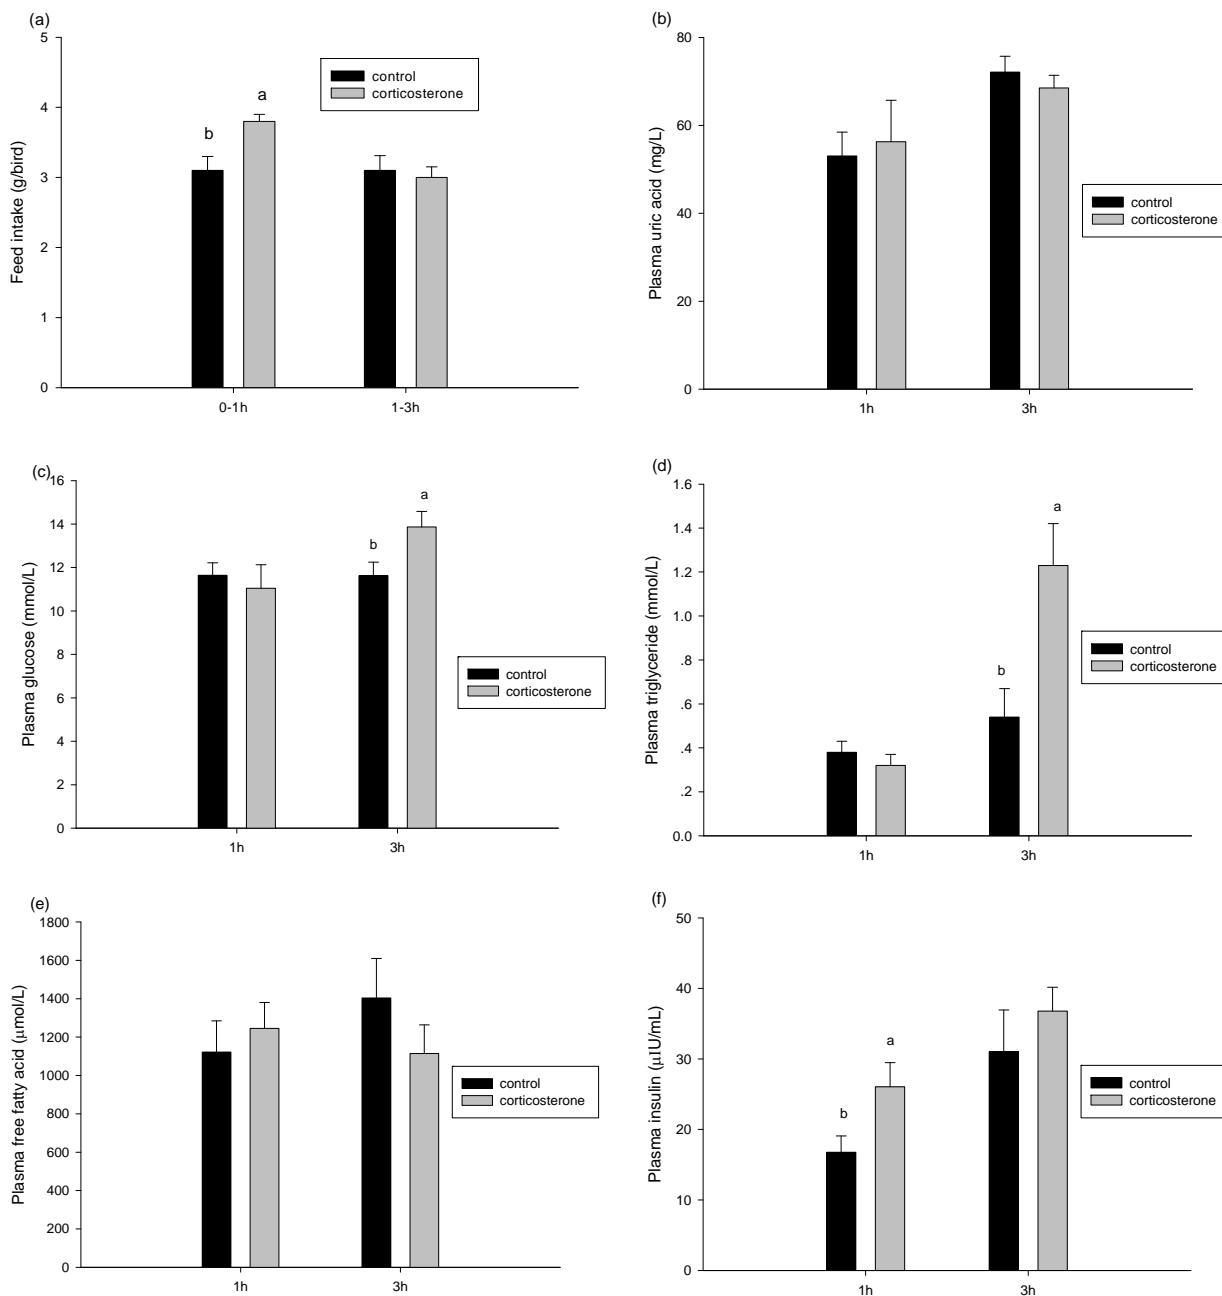 (a)
5
4
3
2
1
0
Feed intake (g/bird)
b
a
control
corticosterone
0-1h
1-3h
(b)
80
60
40
20
0
Plasma uric acid (mg/L)
control
corticosterone
1h
3h
(c)
16
14
12
10
8
6
4
2
0
Plasma glucose (mmol/L)
b
a
control
corticosterone
1h
3h
(d)
1.6
1.4
1.2
1.0
.8
.6
.4
.2
0.0
Plasma triglyceride (mmol/L)
b
a
control
corticosterone
1h
3h
(e)
1800
1600
1400
1200
1000
800
600
400
200
0
Plasma free fatty acid (μmol/L)
control
corticosterone
1h
3h
(f)
50
40
30
20
10
0
Plasma insulin (μIU/mL)
b
a
control
corticosterone
1h
3h